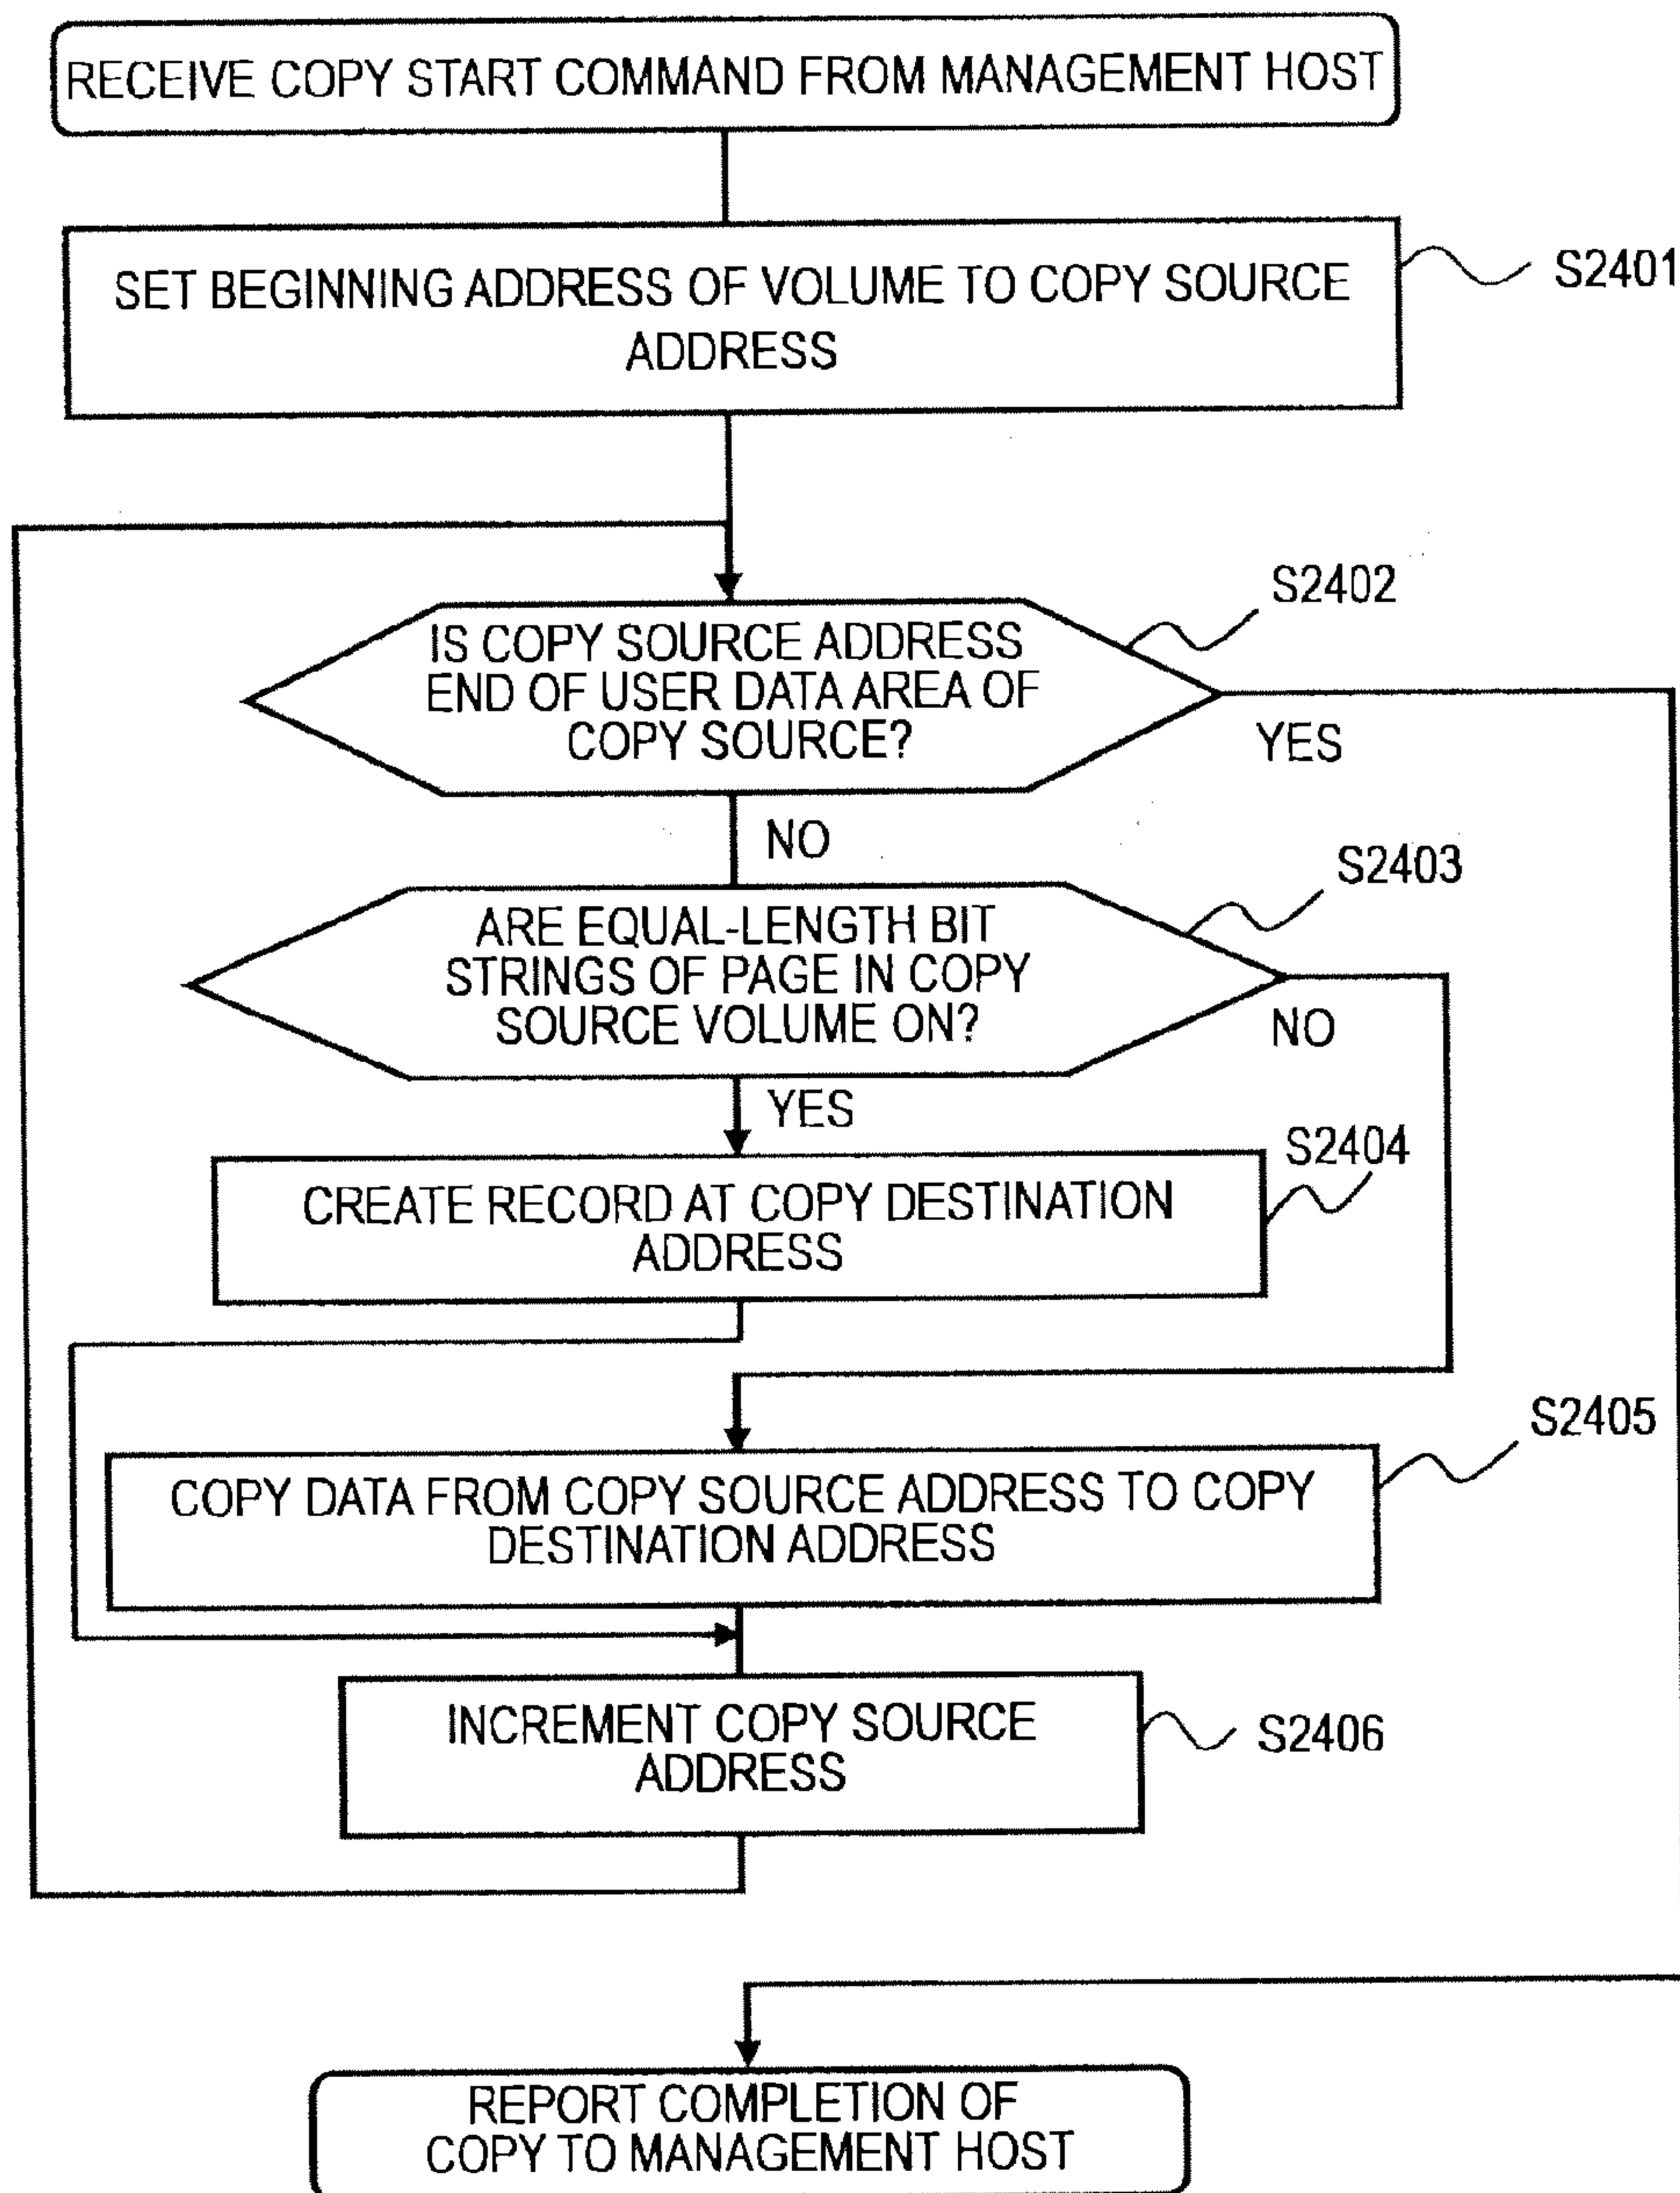 RECEIVE COPY START COMMAND FROM MANAGEMENT HOST
SET BEGINNING ADDRESS OF VOLUME TO COPY SOURCE
ADDRESS
S2401
IS COPY SOURCE ADDRESS
END OF USER DATA AREA OF
COPY SOURCE?
S2402
YES
NO
ARE EQUAL-LENGTH BIT
STRINGS OF PAGE IN COPY
SOURCE VOLUME ON?
S2403
NO
YES
CREATE RECORD AT COPY DESTINATION
ADDRESS
S2404
COPY DATA FROM COPY SOURCE ADDRESS TO COPY
DESTINATION ADDRESS
S2405
INCREMENT COPY SOURCE
ADDRESS
S2406
REPORT COMPLETION OF
COPY TO MANAGEMENT HOST